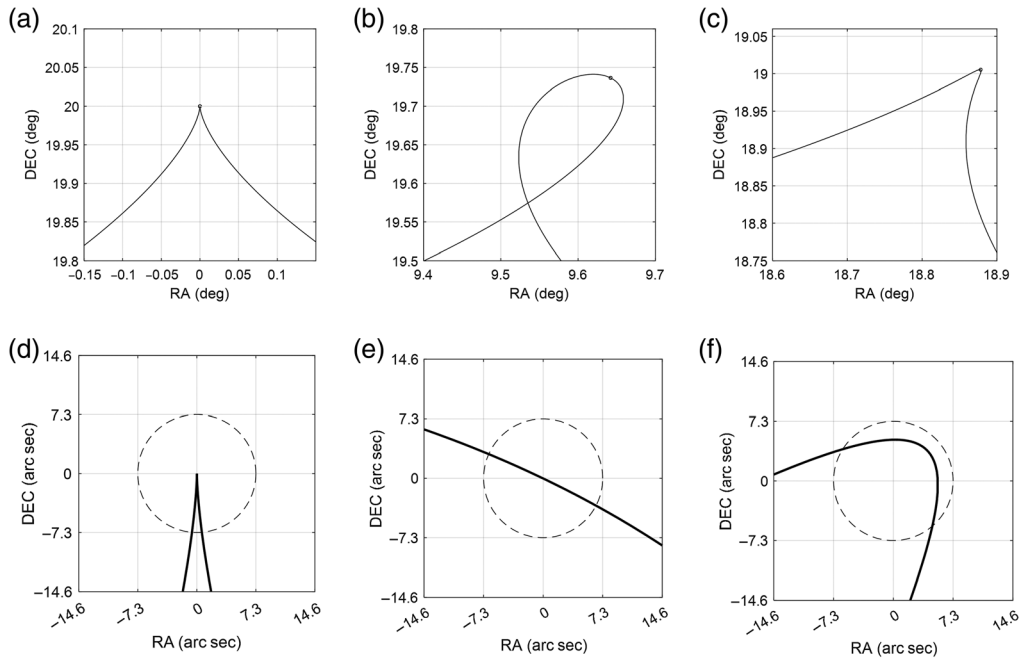 (a)
20.1
20.05
20
19.95
19.9
19.85
19.8
DEC (deg)
−0.15 −0.1 −0.05 0 0.05 0.1
RA (deg)
(b)
19.8
19.75
19.7
19.65
19.6
19.55
19.5
DEC (deg)
9.4 9.5 9.6 9.7
RA (deg)
(c)
19.05
19
18.95
18.9
18.85
18.8
18.75
DEC (deg)
18.6 18.7 18.8 18.9
RA (deg)
(d)
14.6
7.3
0
−7.3
−14.6
DEC (arc sec)
−14.6 −7.3 0 7.3 14.6
RA (arc sec)
(e)
14.6
7.3
0
−7.3
−14.6
DEC (arc sec)
−14.6 −7.3 0 7.3 14.6
RA (arc sec)
(f)
14.6
7.3
0
−7.3
−14.6
DEC (arc sec)
−14.6 −7.3 0 7.3 14.6
RA (arc sec)